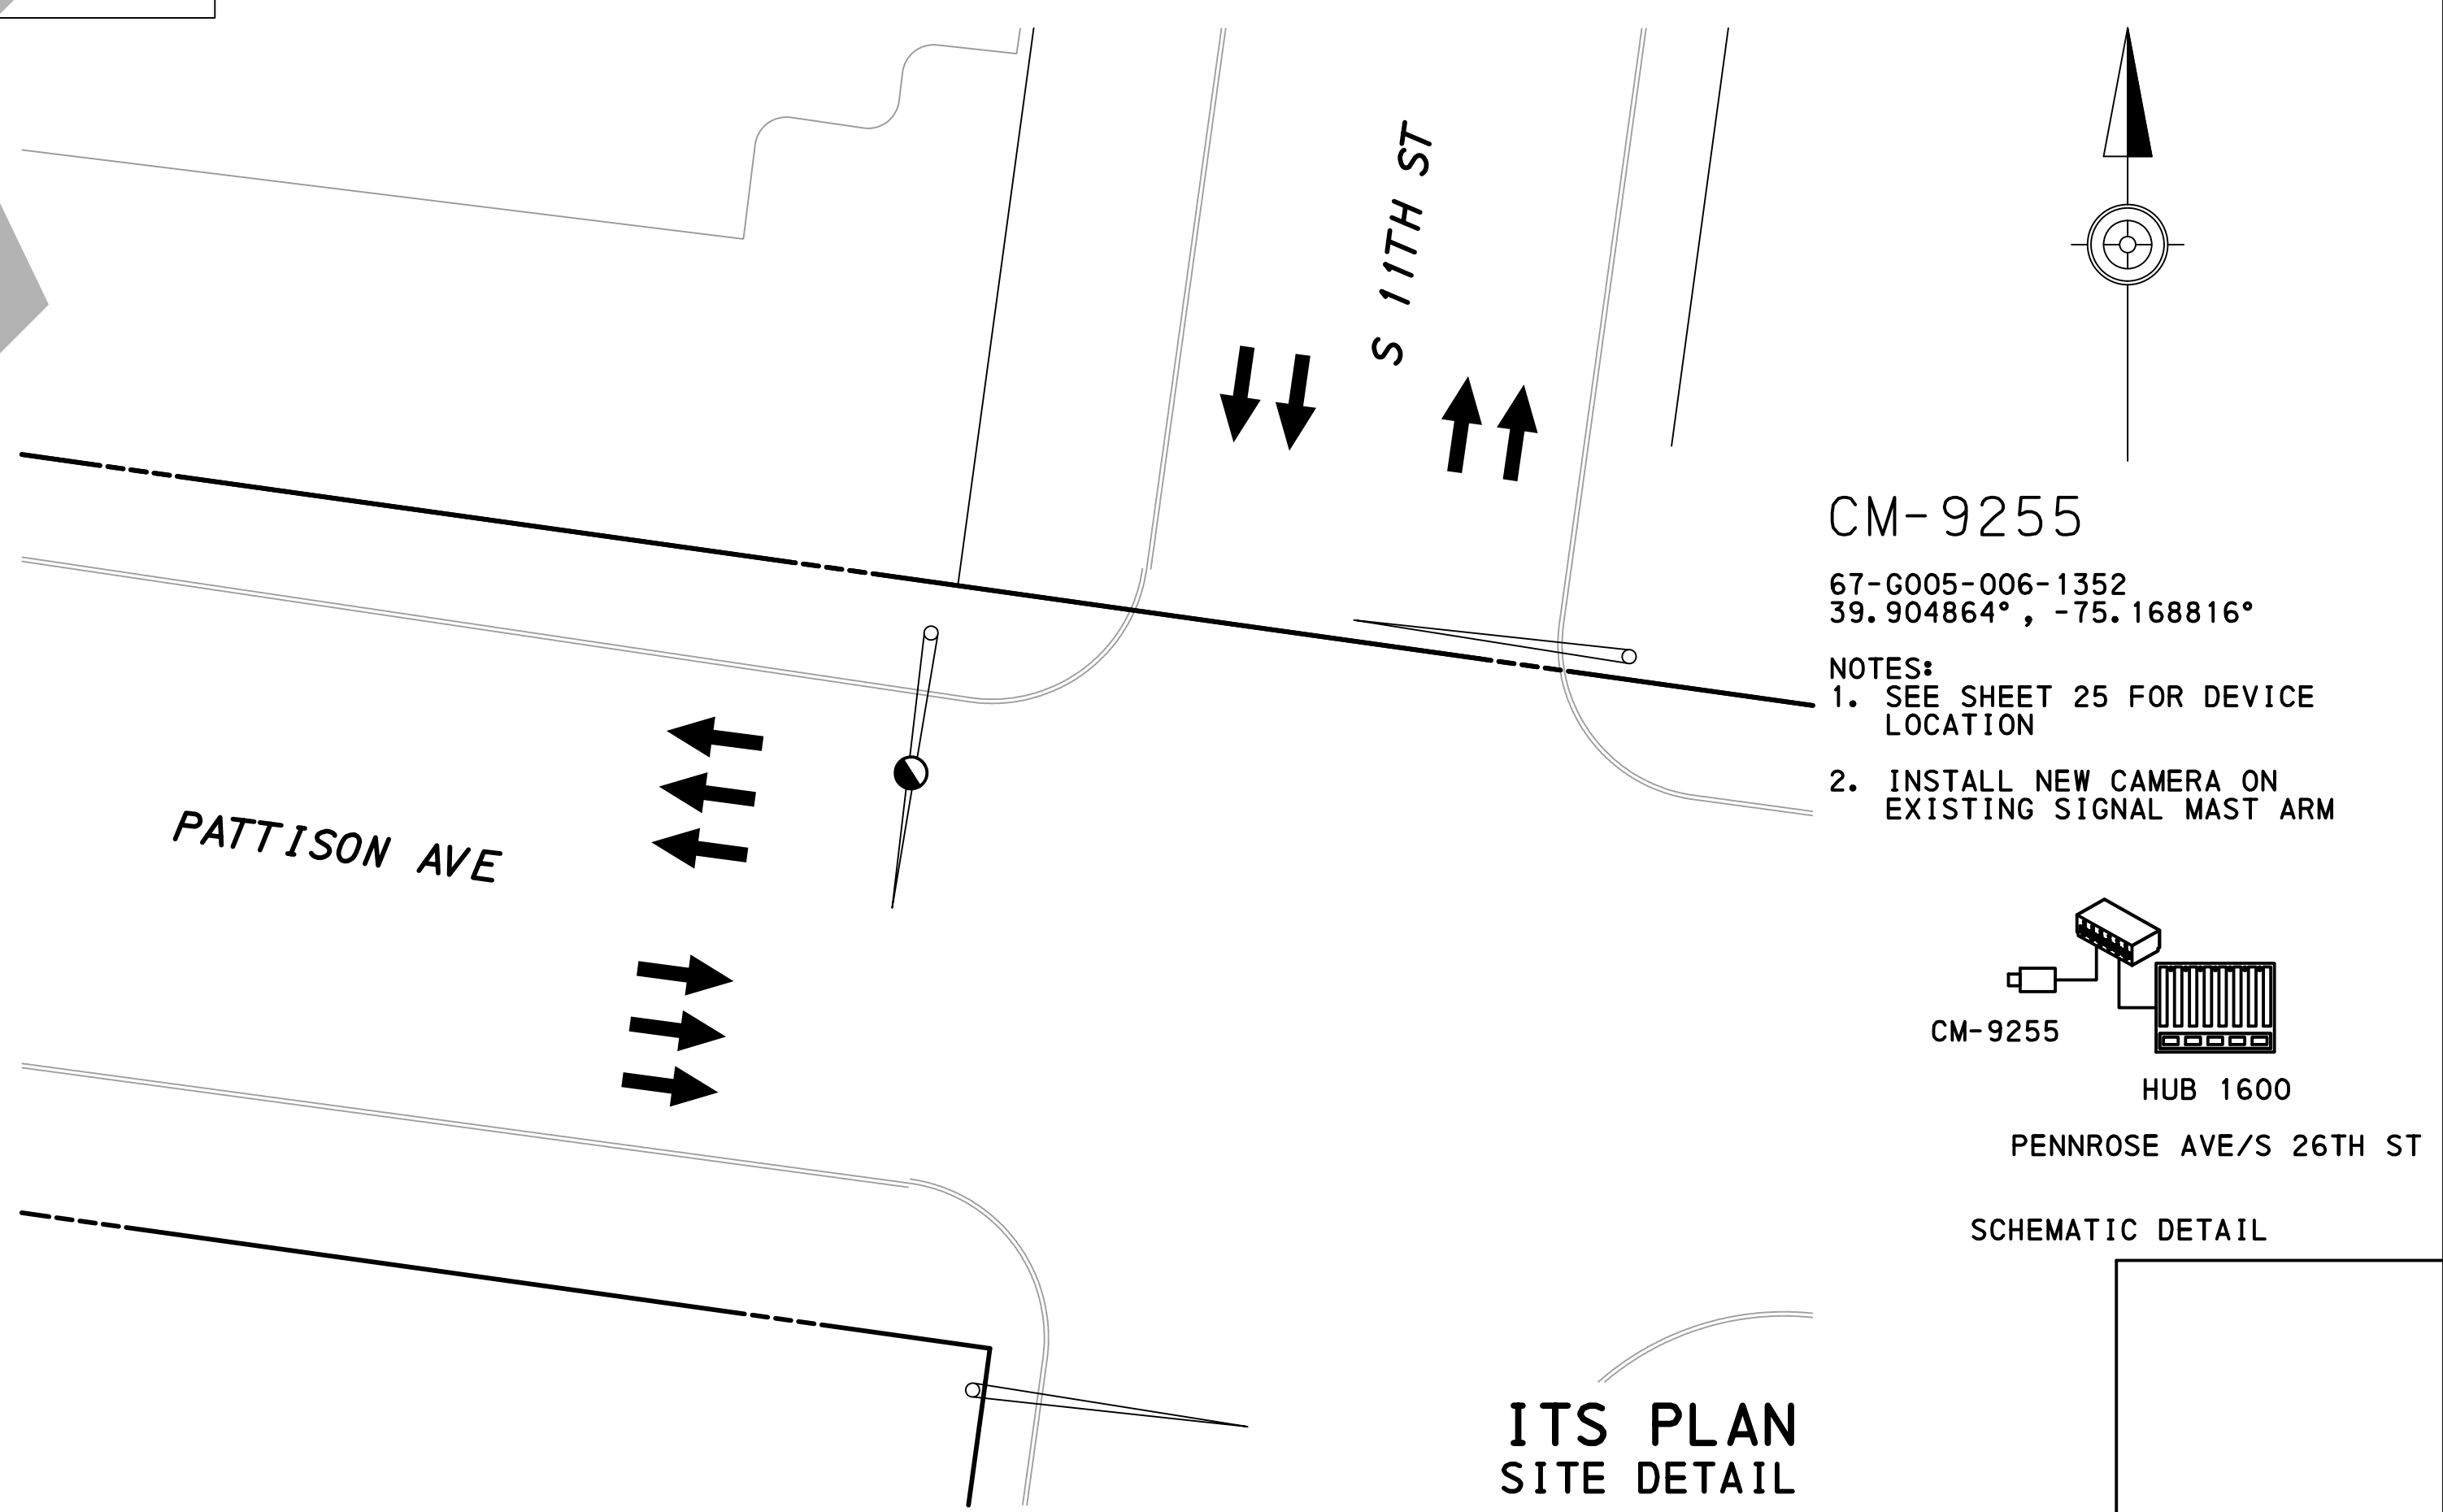 S 11TH ST
PATTISON AVE
CM-9255
67-G005-006-1352
39.904864°, -75.168816°
NOTES:
1. SEE SHEET 25 FOR DEVICE
LOCATION
2. INSTALL NEW CAMERA ON
EXISTING SIGNAL MAST ARM
CM-9255
HUB 1600
PENNROSE AVE/S 26TH ST
SCHEMATIC DETAIL
ITS PLAN
SITE DETAIL